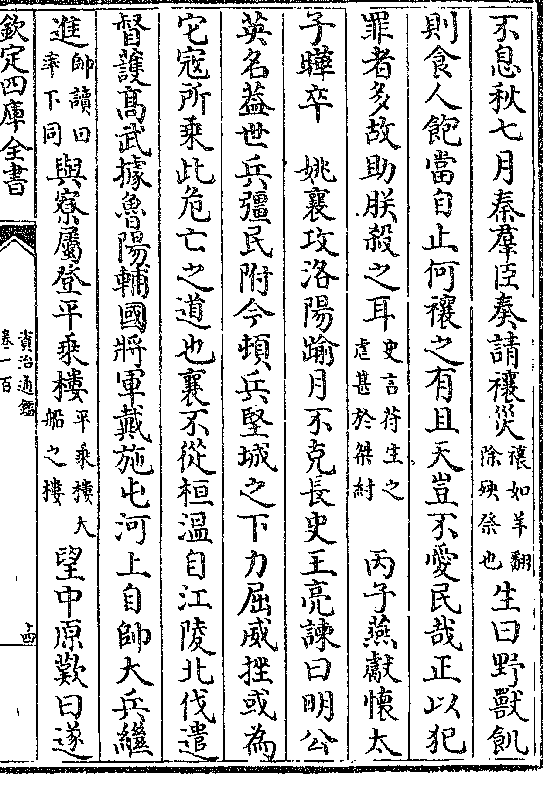 不息秋七月秦羣臣奏請禳災禳如羊翻除殃祭也生曰野獸飢
則食人飽當自止何禳之有且天豈不愛民哉正以犯
罪者多故助朕殺之耳史言苻生之虐甚於桀紂 丙子燕獻懷太
子曄卒 姚襄攻洛陽踰月不克長史王亮諫曰明公
英名蓋世兵彊民附今頓兵堅城之下力屈威挫或為
它寇所乘此危亡之道也襄不從桓溫自江陵北伐遣
督護髙武據魯陽輔國將軍戴施屯河上自帥大兵繼
進帥讀曰率下同與寮屬登平乘樓平乘樓大船之樓望中原歎曰遂
欽定四庫全書
資治通鑑
卷一百